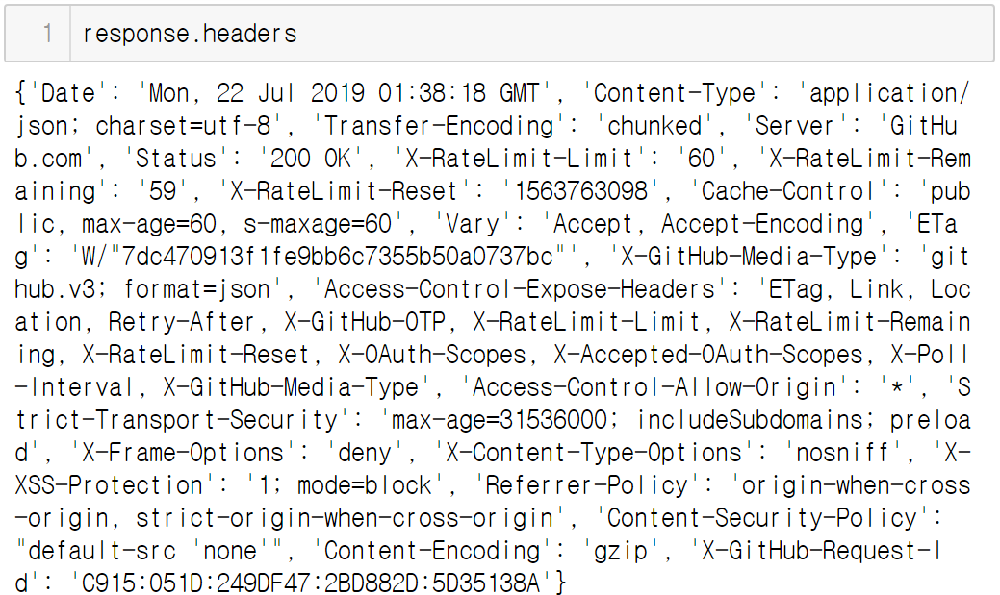 1 response.headers
{'Date': 'Mon, 22 Jul 2019 01:38:18 GMT', 'Content-Type': 'application/
json; charset=utf-8', 'Transfer-Encoding': 'chunked', 'Server': 'GitHu
b.com', 'Status': '200 OK', 'X-RateLimit-Limit': '60', 'X-RateLimit-Rem
aining': '59', 'X-RateLimit-Reset': '1563763098', 'Cache-Control': 'pub
lic, max-age=60, s-maxage=60', 'Vary': 'Accept, Accept-Encoding', 'ETa
g': 'W/"7dc470913f1fe9bb6c7355b50a0737bc"', 'X-GitHub-Media-Type': 'git
hub.v3; format=json', 'Access-Control-Expose-Headers': 'ETag, Link, Loc
ation, Retry-After, X-GitHub-OTP, X-RateLimit-Limit, X-RateLimit-Remain
ing, X-RateLimit-Reset, X-OAuth-Scopes, X-Accepted-OAuth-Scopes, X-Poll
-Interval, X-GitHub-Media-Type', 'Access-Control-Allow-Origin': '*', 'S
trict-Transport-Security': 'max-age=31536000; includeSubdomains; preloa
d', 'X-Frame-Options': 'deny', 'X-Content-Type-Options': 'nosniff', 'X-
XSS-Protection': '1; mode=block', 'Referrer-Policy': 'origin-when-cross
-origin, strict-origin-when-cross-origin', 'Content-Security-Policy':
"default-src 'none'", 'Content-Encoding': 'gzip', 'X-GitHub-Request-I
d': 'C915:051D:249DF47:2BD882D:5D35138A'}